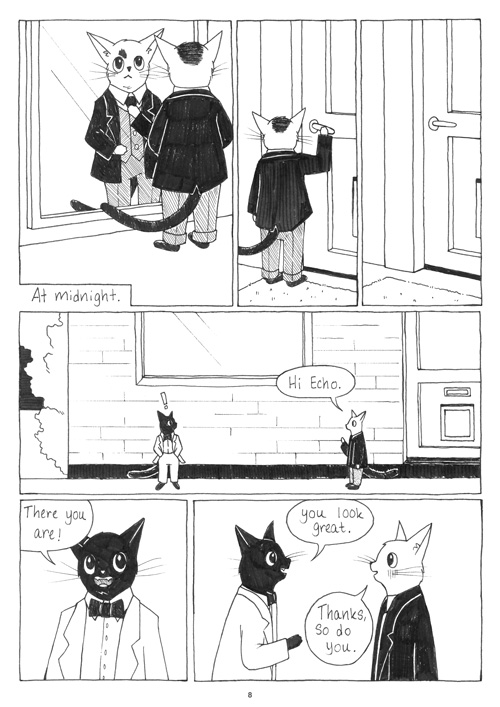 At midnight.
!
Hi Echo.
There you
are!
you look
great.
Thanks,
so do
you.
8